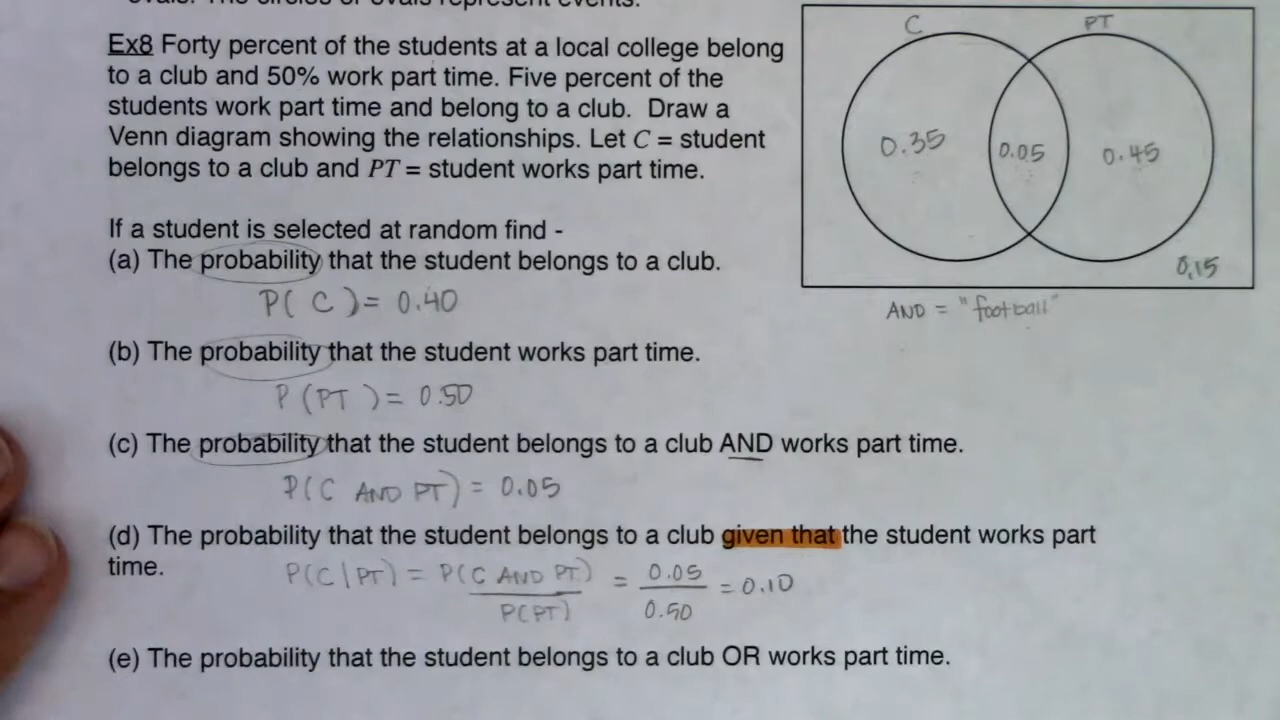 ovals. The circles or ovals represent events.
Ex8 Forty percent of the students at a local college belong
to a club and 50% work part time. Five percent of the
students work part time and belong to a club. Draw a
Venn diagram showing the relationships. Let C = student
belongs to a club and PT = student works part time.
C PT
0.35 0.05 0.45
0.15
AND = "football"
If a student is selected at random find -
(a) The probability that the student belongs to a club.
P( C ) = 0.40
(b) The probability that the student works part time.
P (PT ) = 0.50
(c) The probability that the student belongs to a club AND works part time.
P(C AND PT) = 0.05
(d) The probability that the student belongs to a club given that the student works part
time.
P(C|PT) = P(C AND PT) / P(PT) = 0.05 / 0.50 = 0.10
(e) The probability that the student belongs to a club OR works part time.